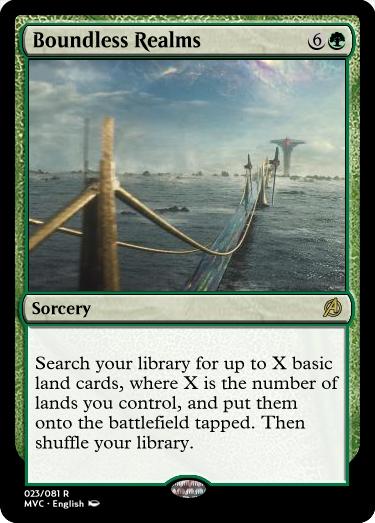 Boundless Realms 6
Sorcery
Search your library for up to X basic
land cards, where X is the number of
lands you control, and put them
onto the battlefield tapped. Then
shuffle your library.
023/081 R
MVC • English